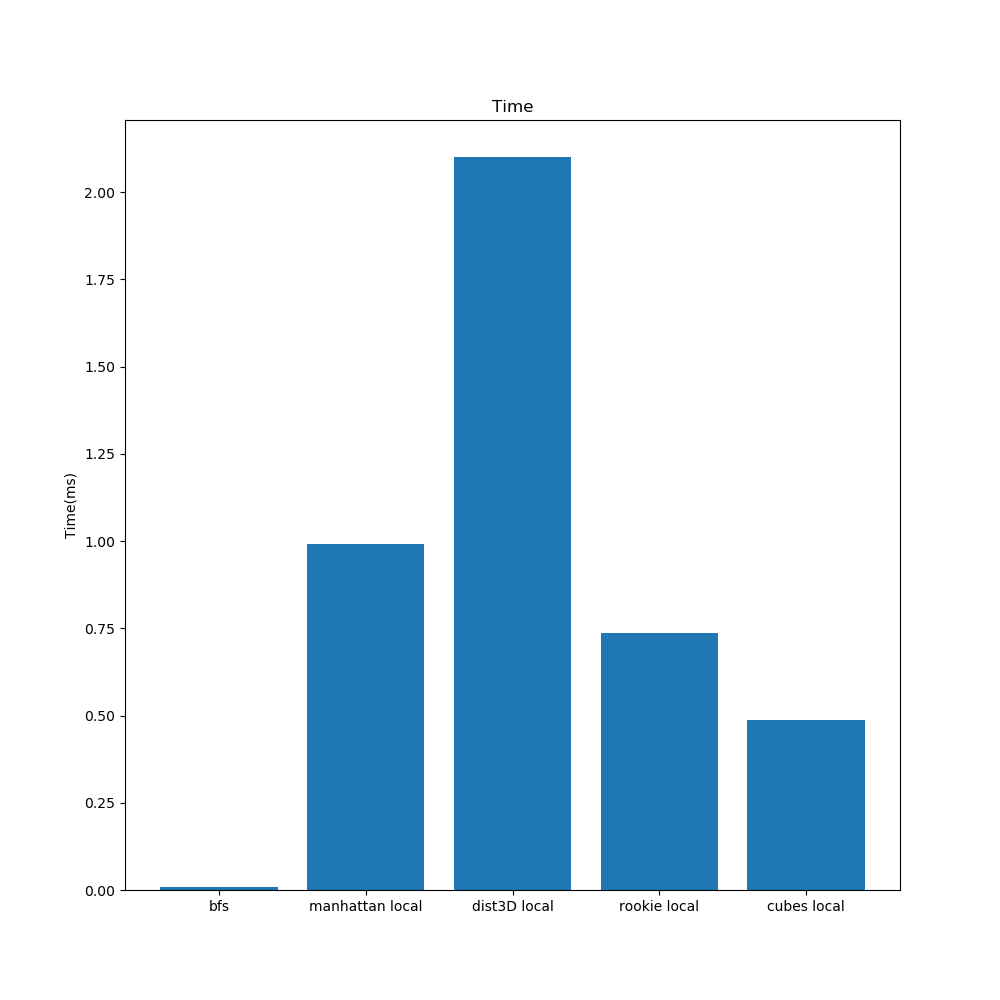 Time
Time(ms)
2.00
1.75
1.50
1.25
1.00
0.75
0.50
0.25
0.00
bfs
manhattan local
dist3D local
rookie local
cubes local